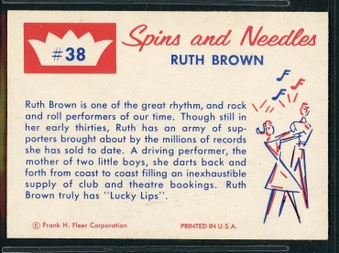 #38
Spins and Needles
RUTH BROWN
Ruth Brown is one of the great rhythm, and rock
and roll performers of our time. Though still in
her early thirties, Ruth has an army of sup-
porters brought about by the millions of records
she has sold to date. A driving performer, the
mother of two little boys, she darts back and
forth from coast to coast filling an inexhaustible
supply of club and theatre bookings. Ruth
Brown truly has "Lucky Lips".
© Frank H. Fleer Corporation
PRINTED IN U.S.A.